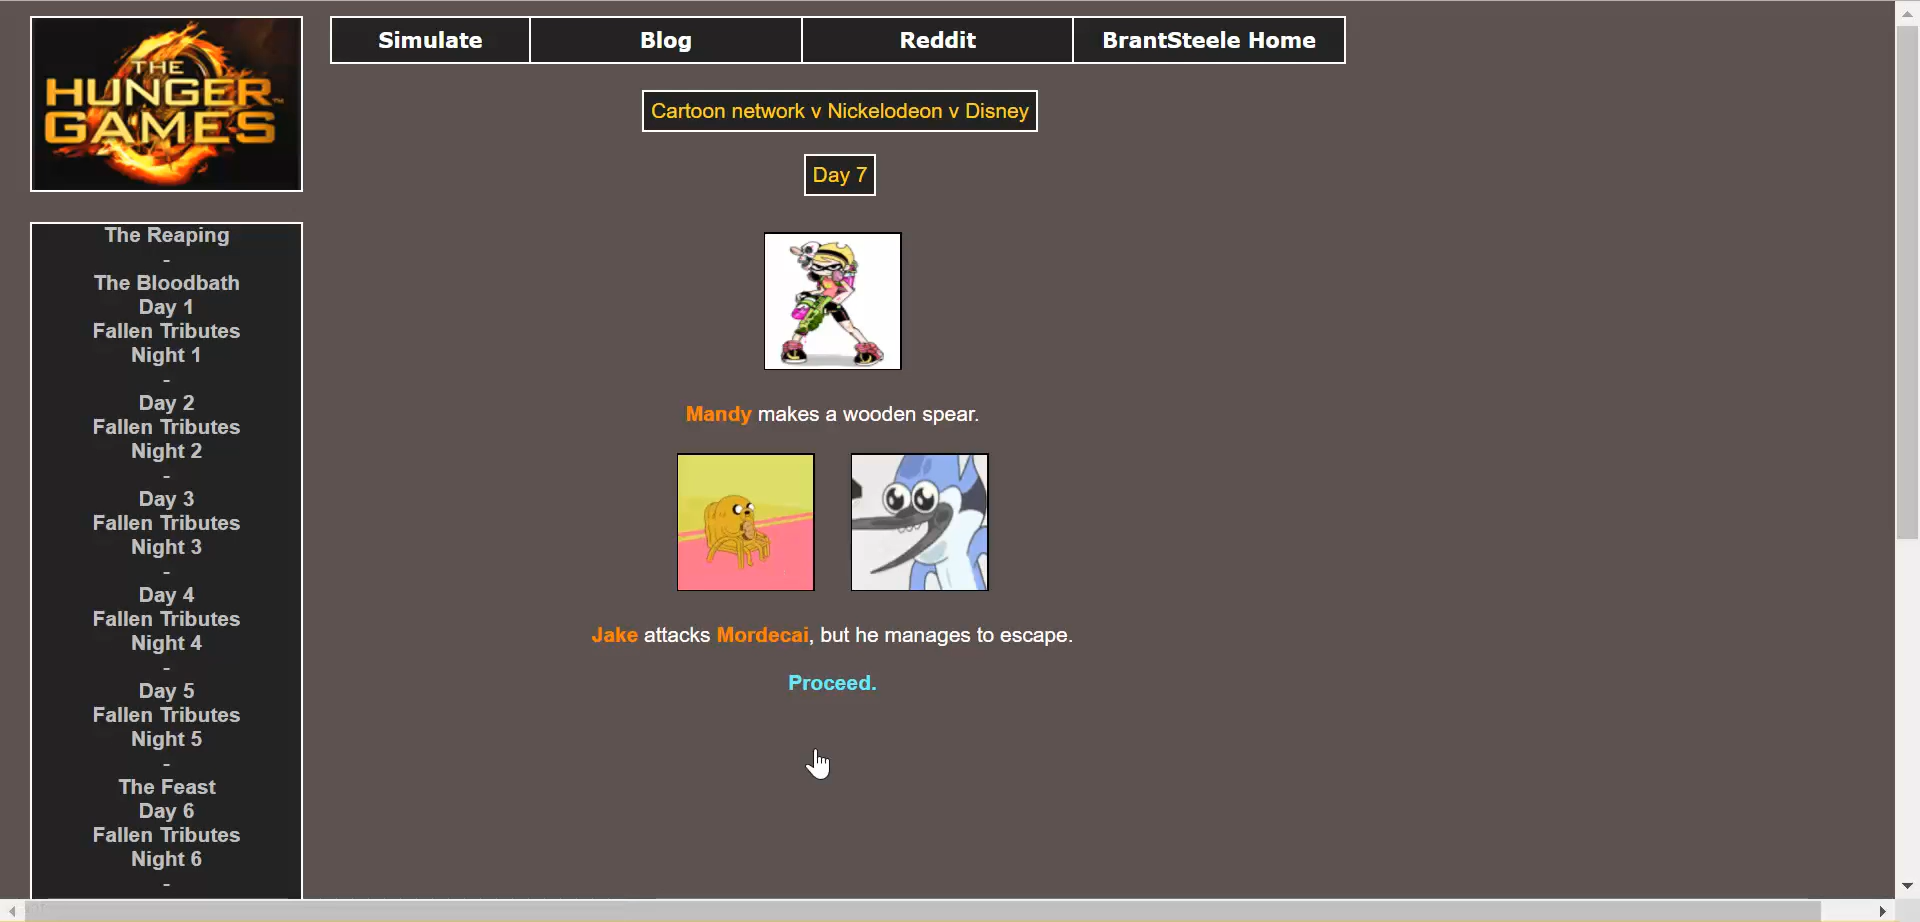 THE
HUNGER
GAMES
Simulate
Blog
Reddit
BrantSteele Home
Cartoon network v Nickelodeon v Disney
Day 7
The Reaping
-
The Bloodbath
Day 1
Fallen Tributes
Night 1
-
Day 2
Fallen Tributes
Night 2
-
Day 3
Fallen Tributes
Night 3
-
Day 4
Fallen Tributes
Night 4
-
Day 5
Fallen Tributes
Night 5
-
The Feast
Day 6
Fallen Tributes
Night 6
-
Mandy makes a wooden spear.
Jake attacks Mordecai, but he manages to escape.
Proceed.